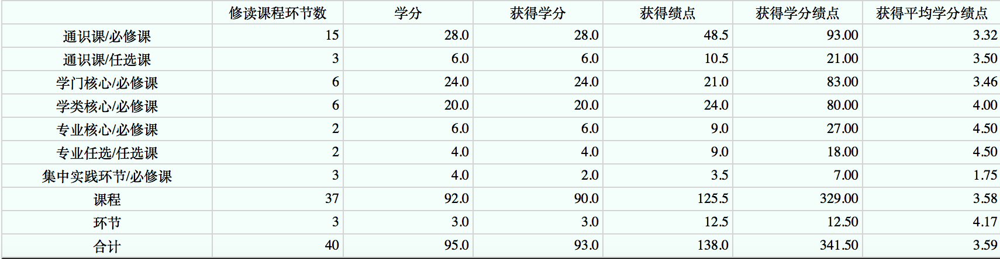 修读课程环节数 学分 获得学分 获得绩点 获得学分绩点 获得平均学分绩点
通识课/必修课 15 28.0 28.0 48.5 93.00 3.32
通识课/任选课 3 6.0 6.0 10.5 21.00 3.50
学门核心/必修课 6 24.0 24.0 21.0 83.00 3.46
学类核心/必修课 6 20.0 20.0 24.0 80.00 4.00
专业核心/必修课 2 6.0 6.0 9.0 27.00 4.50
专业任选/任选课 2 4.0 4.0 9.0 18.00 4.50
集中实践环节/必修课 3 4.0 2.0 3.5 7.00 1.75
课程 37 92.0 90.0 125.5 329.00 3.58
环节 3 3.0 3.0 12.5 12.50 4.17
合计 40 95.0 93.0 138.0 341.50 3.59